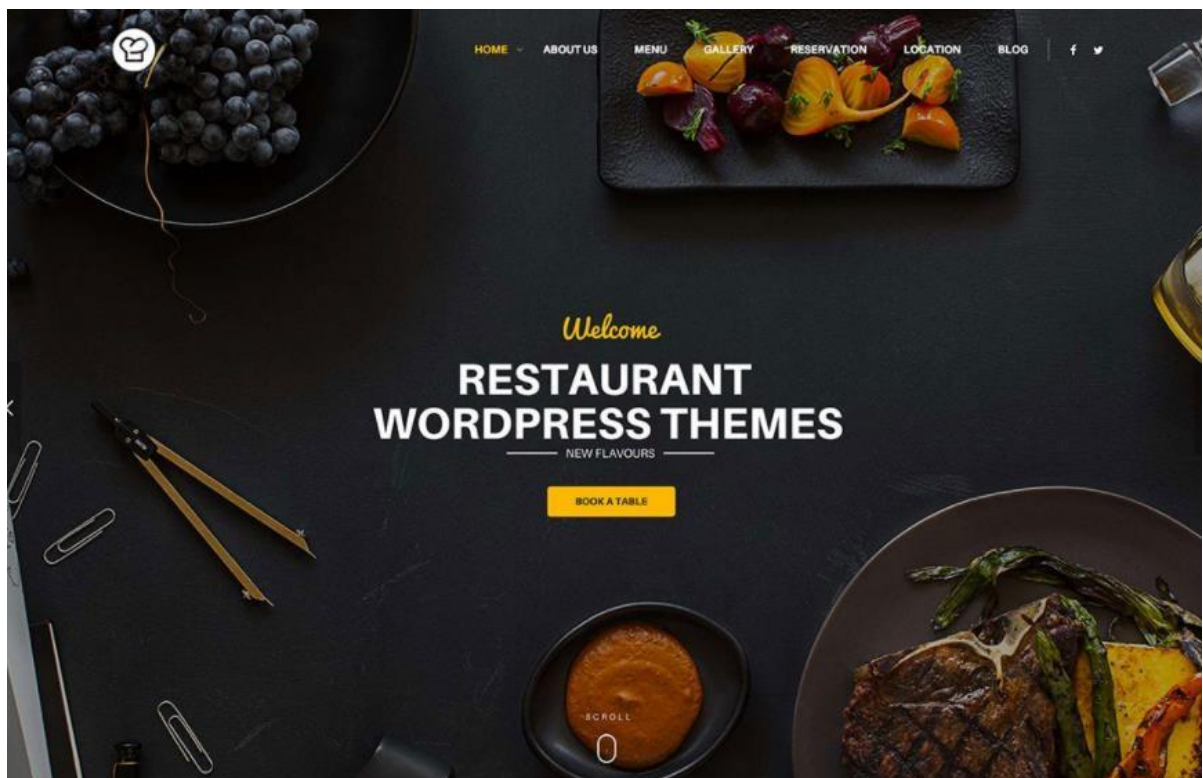 HOME ABOUT US MENU GALLERY RESERVATION LOCATION BLOG
Welcome
RESTAURANT
WORDPRESS THEMES
NEW FLAVOURS
BOOK A TABLE
SCROLL